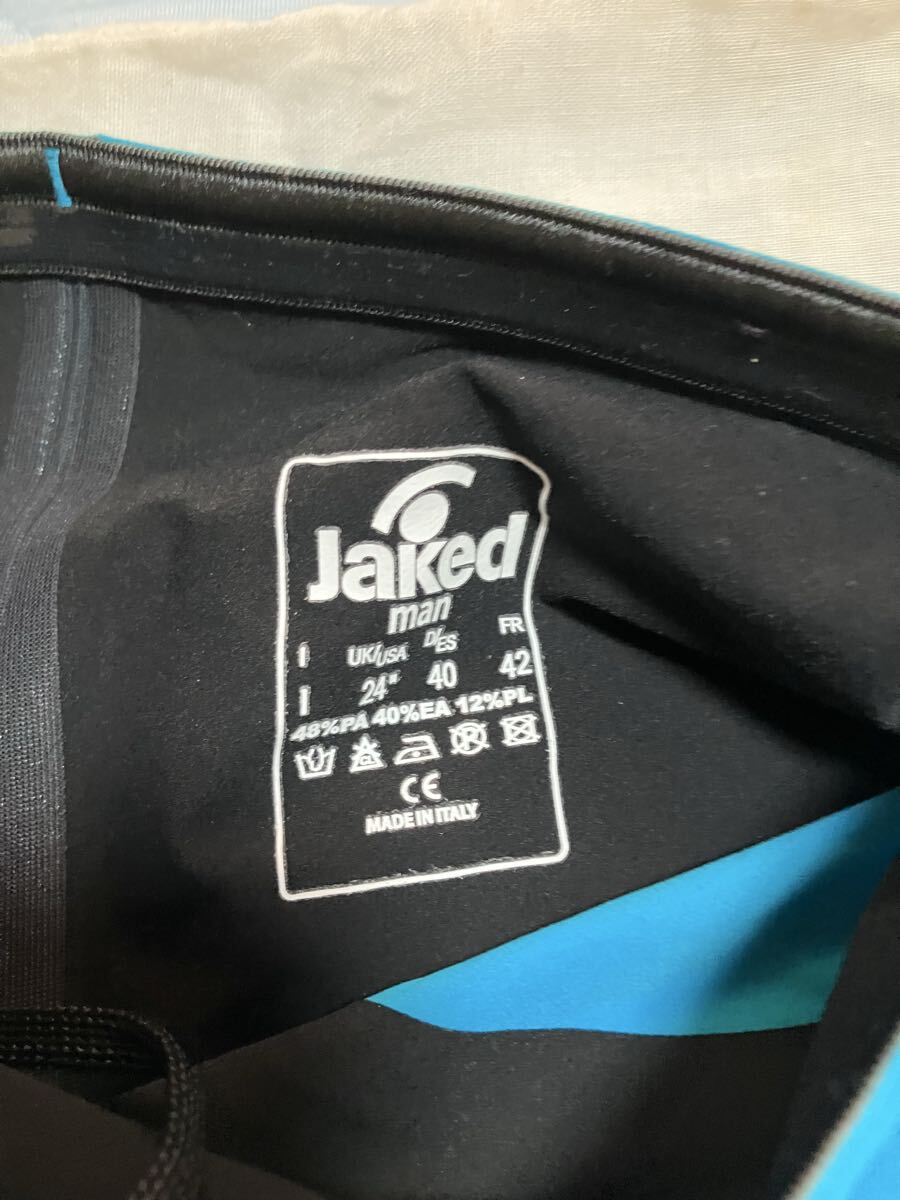 Jaked
man
I UK/USA D/ES FR
24" 40 42
48%PA 40%EA 12%PL
CE
MADE IN ITALY